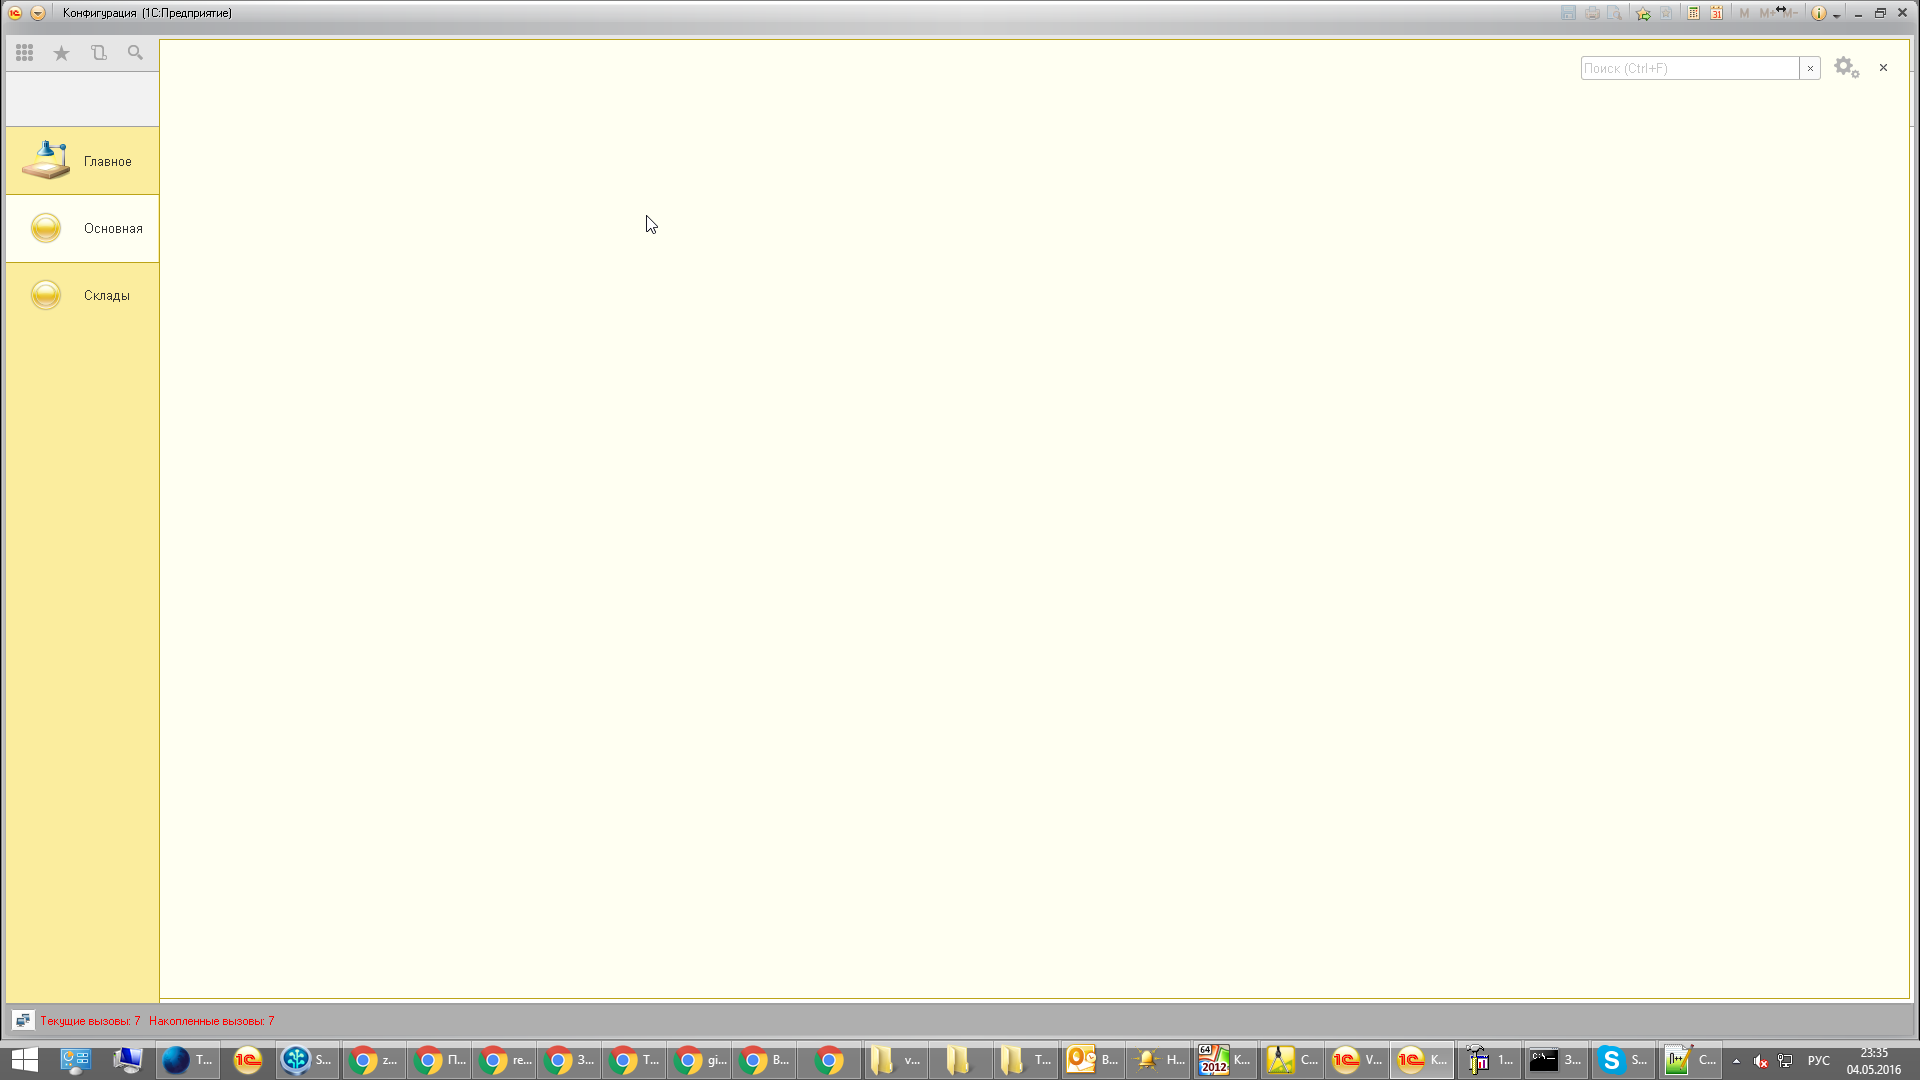 Конфигурация (1С:Предприятие)
M M+ M-
Поиск (Ctrl+F)
Главное
Основная
Склады
Текущие вызовы: 7 Накопленные вызовы: 7
T... S... z... П... re... З... T... gi... B... v... T... B... Н... K... C... V... K... 1... З... S... C... РУС
23:35
04.05.2016